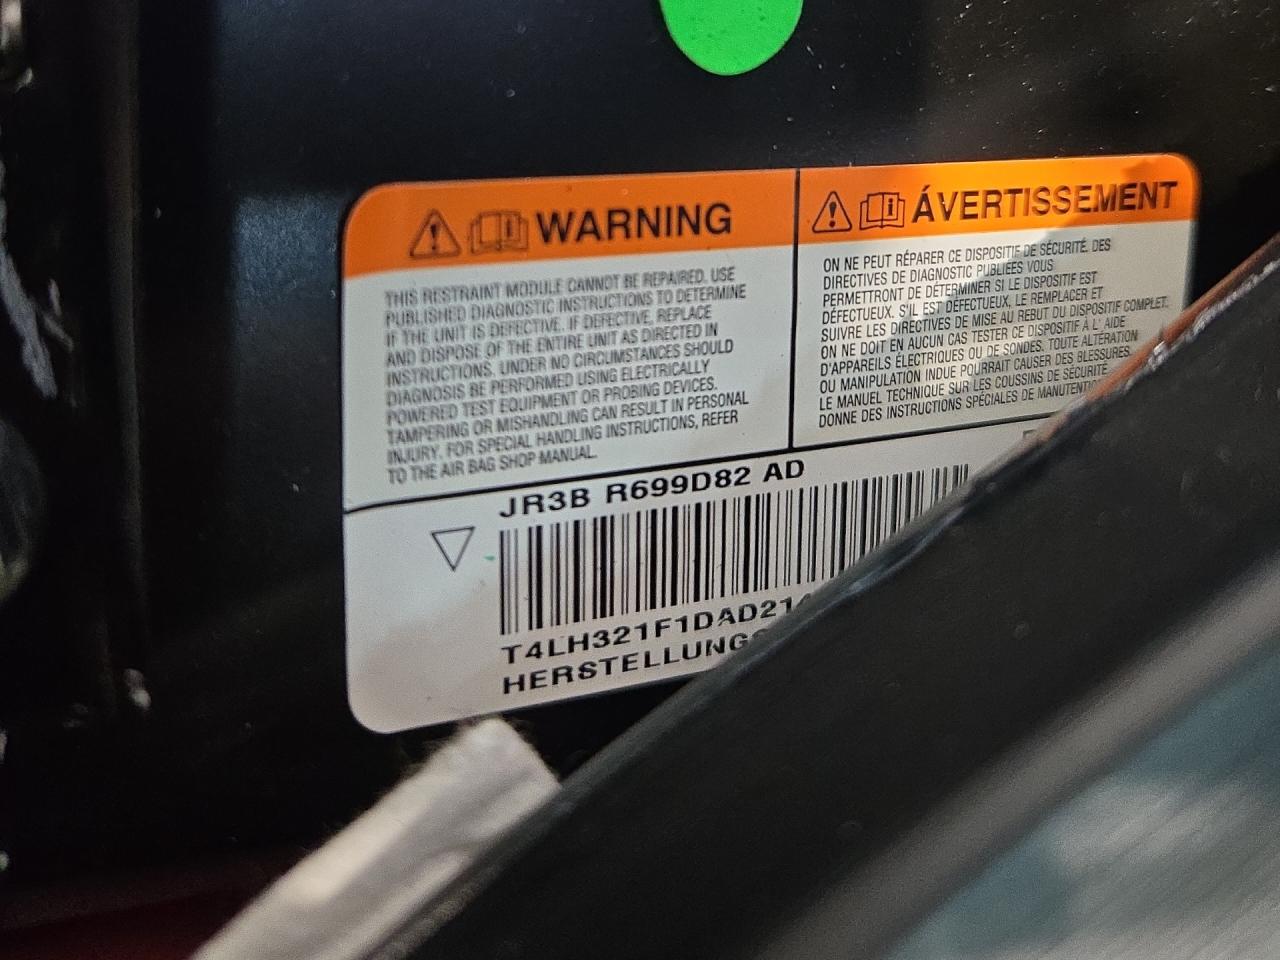 WARNING
THIS RESTRAINT MODULE CANNOT BE REPAIRED. USE
PUBLISHED DIAGNOSTIC INSTRUCTIONS TO DETERMINE
IF THE UNIT IS DEFECTIVE. IF DEFECTIVE, REPLACE
AND DISPOSE OF THE ENTIRE UNIT AS DIRECTED IN
INSTRUCTIONS. UNDER NO CIRCUMSTANCES SHOULD
DIAGNOSIS BE PERFORMED USING ELECTRICALLY
POWERED TEST EQUIPMENT OR PROBING DEVICES.
TAMPERING OR MISHANDLING CAN RESULT IN PERSONAL
INJURY. FOR SPECIAL HANDLING INSTRUCTIONS, REFER
TO THE AIR BAG SHOP MANUAL.
ÁVERTISSEMENT
ON NE PEUT RÉPARER CE DISPOSITIF DE SÉCURITÉ. DES
DIRECTIVES DE DIAGNOSTIC PUBLIÉES VOUS
PERMETTRONT DE DÉTERMINER SI LE DISPOSITIF EST
DÉFECTUEUX. S'IL EST DÉFECTUEUX, LE REMPLACER ET
SUIVRE LES DIRECTIVES DE MISE AU REBUT DU DISPOSITIF COMPLET.
ON NE DOIT EN AUCUN CAS TESTER CE DISPOSITIF À L' AIDE
D'APPAREILS ÉLECTRIQUES OU DE SONDES. TOUTE ALTÉRATION
OU MANIPULATION INDUE POURRAIT CAUSER DES BLESSURES.
LE MANUEL TECHNIQUE SUR LES COUSSINS DE SÉCURITÉ
DONNE DES INSTRUCTIONS SPÉCIALES DE MANUTENTION
JR3B R699D82 AD
T4LH321F1DAD214
HERSTELLUNGS